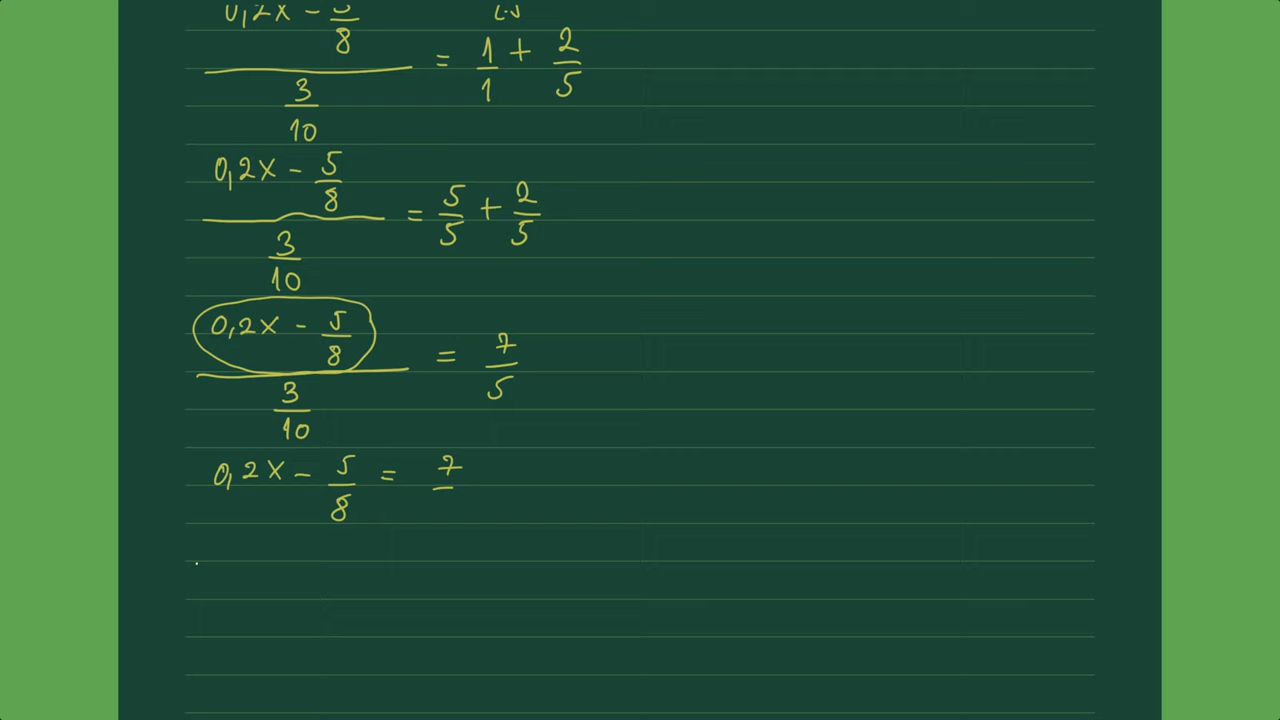 0,2x - 5/8
= 1/1 + 2/5
3/10
0,2x - 5/8
= 5/5 + 2/5
3/10
0,2x - 5/8
= 7/5
3/10
0,2x - 5/8 = 7